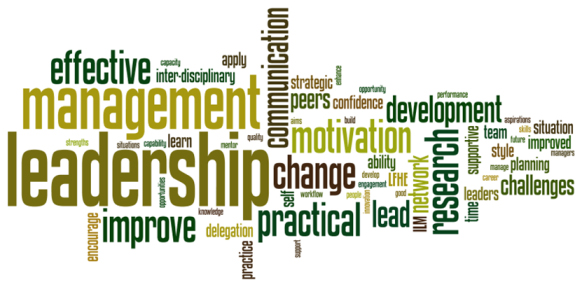 communication
effective
capacity
apply
inter-disciplinary
strategic
enhance
management
peers
confidence
opportunity
development
performance
aims
build
motivation
strengths
situations
capability
learn
quality
mentor
leadership
change
ability
research
supportive
team
aspirations
skills
situation
future
improved
style
managers
manage
planning
network
LFHE
develop
engagement
career
leaders
challenges
good
time
self
workflow
people
innovation
opportunities
knowledge
encourage
improve
delegation
practical
lead
ILM
practice
support